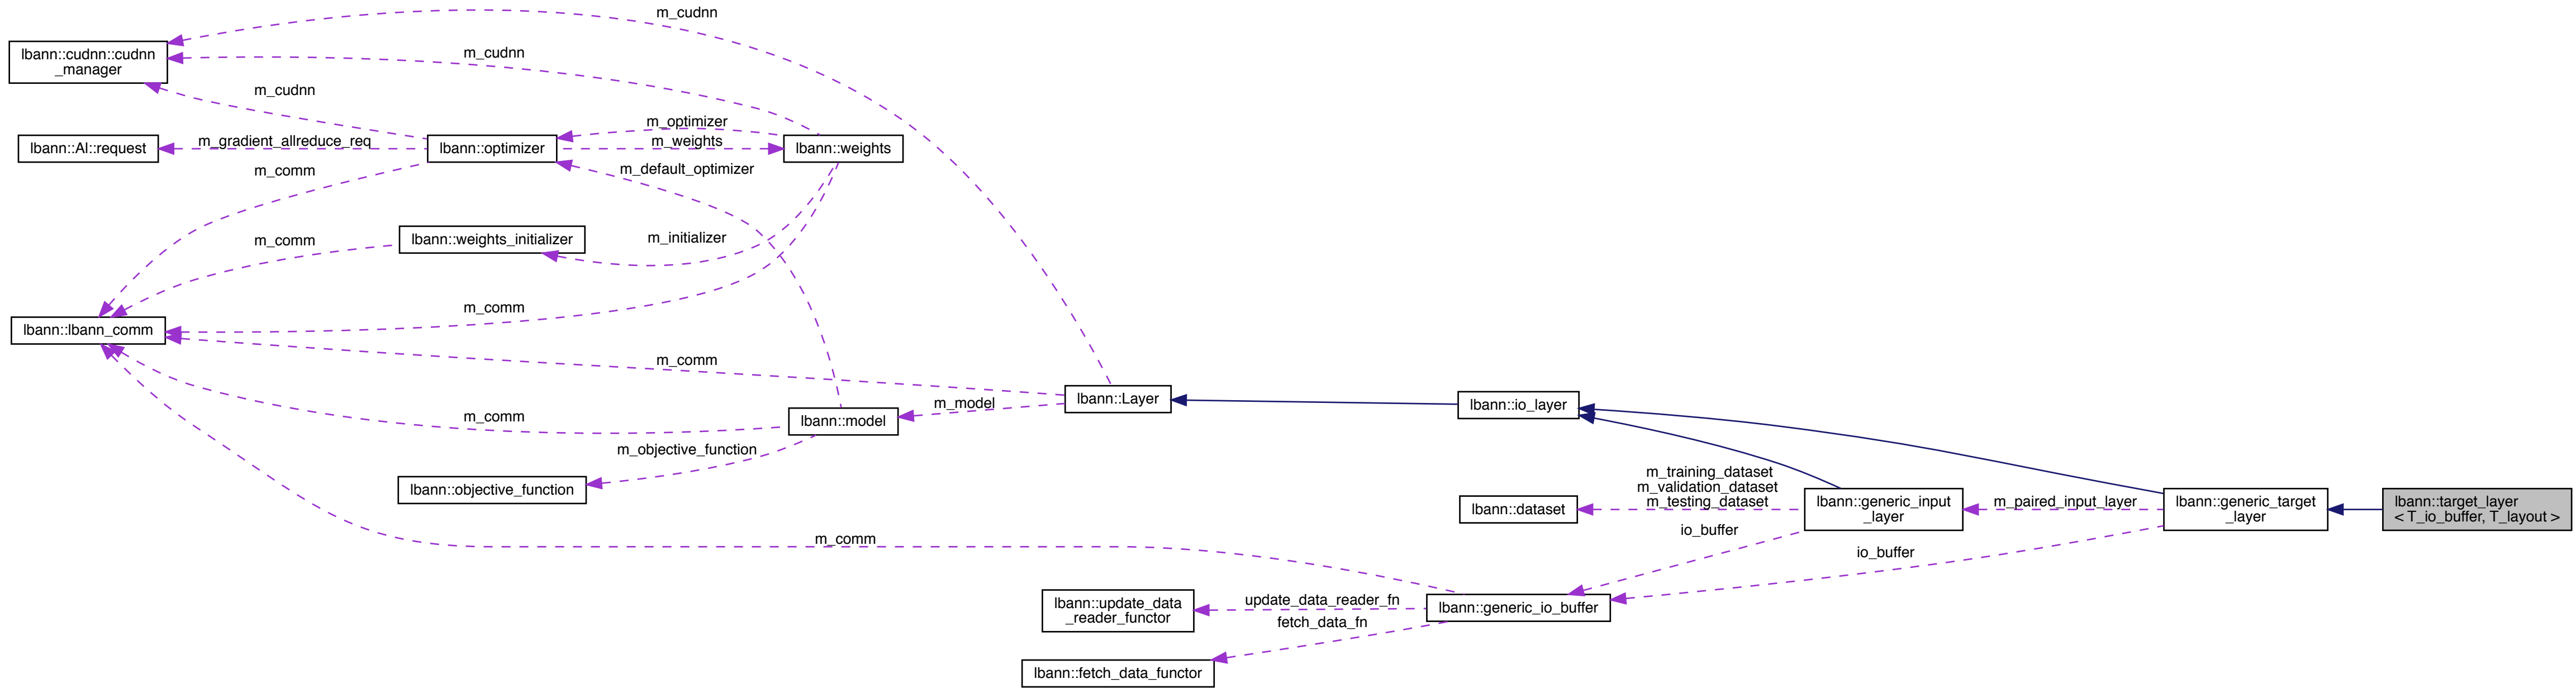 m_cudnn
lbann::cudnn::cudnn
_manager
m_cudnn
m_cudnn
m_optimizer
lbann::AI::request
m_gradient_allreduce_req
lbann::optimizer
m_weights
lbann::weights
m_comm
m_default_optimizer
m_comm
lbann::weights_initializer
m_initializer
m_comm
lbann::lbann_comm
m_comm
m_comm
m_model
lbann::Layer
lbann::io_layer
lbann::model
m_objective_function
lbann::objective_function
m_training_dataset
m_validation_dataset
m_testing_dataset
lbann::dataset
lbann::generic_input
_layer
m_paired_input_layer
lbann::generic_target
_layer
lbann::target_layer
< T_io_buffer, T_layout >
m_comm
io_buffer
io_buffer
lbann::update_data
_reader_functor
update_data_reader_fn
lbann::generic_io_buffer
fetch_data_fn
lbann::fetch_data_functor